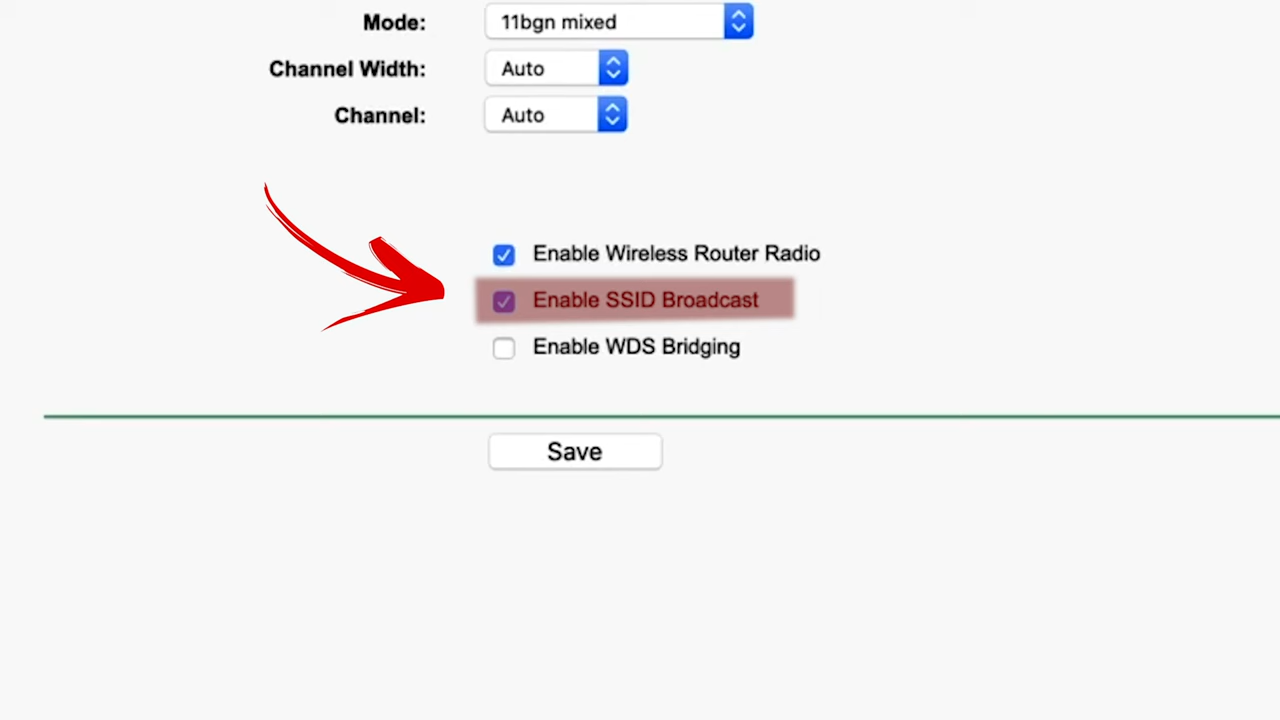 Mode: 11bgn mixed
Channel Width: Auto
Channel: Auto
Enable Wireless Router Radio
Enable SSID Broadcast
Enable WDS Bridging
Save